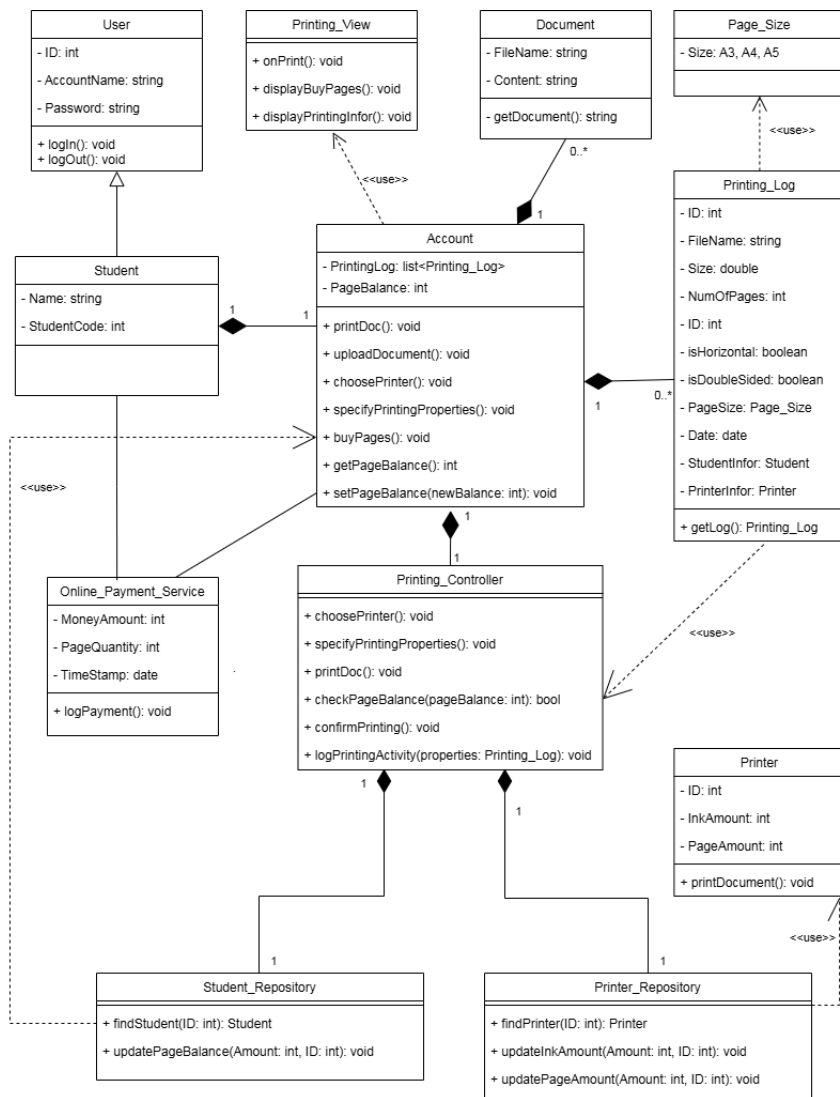 User
- ID: int
- AccountName: string
- Password: string
+ logIn(): void
+ logOut(): void
Printing_View
+ onPrint(): void
+ displayBuyPages(): void
+ displayPrintingInfor(): void
Document
- FileName: string
- Content: string
- getDocument(): string
Page_Size
- Size: A3, A4, A5
<<use>>
<<use>>
0..*
1
Printing_Log
- ID: int
- FileName: string
- Size: double
- NumOfPages: int
- ID: int
- isHorizontal: boolean
- isDoubleSided: boolean
- PageSize: Page_Size
- Date: date
- StudentInfor: Student
- PrinterInfor: Printer
+ getLog(): Printing_Log
Student
- Name: string
- StudentCode: int
1
1
Account
- PrintingLog: list<Printing_Log>
- PageBalance: int
+ printDoc(): void
+ uploadDocument(): void
+ choosePrinter(): void
+ specifyPrintingProperties(): void
+ buyPages(): void
+ getPageBalance(): int
+ setPageBalance(newBalance: int): void
1
0..*
<<use>>
1
1
Online_Payment_Service
- MoneyAmount: int
- PageQuantity: int
- TimeStamp: date
+ logPayment(): void
Printing_Controller
+ choosePrinter(): void
+ specifyPrintingProperties(): void
+ printDoc(): void
+ checkPageBalance(pageBalance: int): bool
+ confirmPrinting(): void
+ logPrintingActivity(properties: Printing_Log): void
<<use>>
.
1
1
Printer
- ID: int
- InkAmount: int
- PageAmount: int
+ printDocument(): void
<<use>>
1
1
Student_Repository
+ findStudent(ID: int): Student
+ updatePageBalance(Amount: int, ID: int): void
Printer_Repository
+ findPrinter(ID: int): Printer
+ updateInkAmount(Amount: int, ID: int): void
+ updatePageAmount(Amount: int, ID: int): void